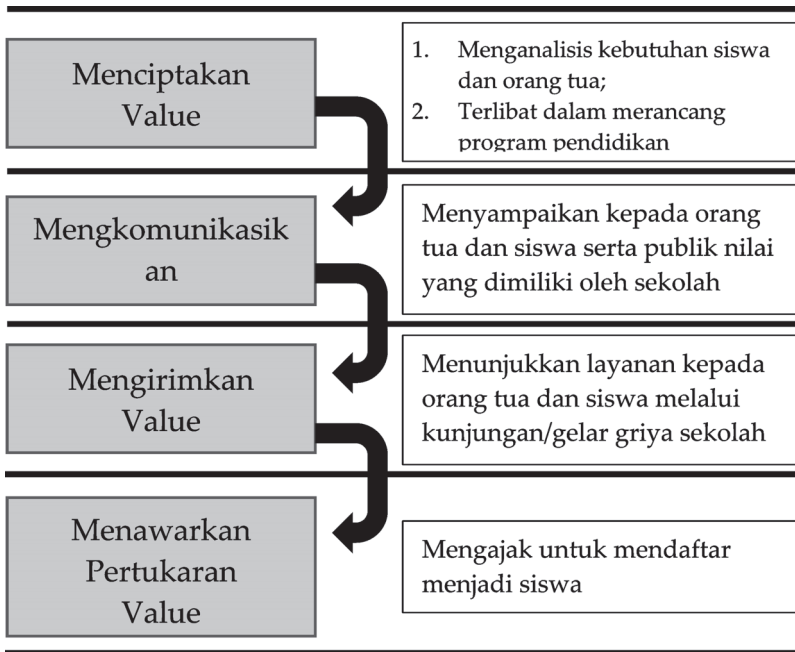 Menciptakan
Value
1. Menganalisis kebutuhan siswa
dan orang tua;
2. Terlibat dalam merancang
program pendidikan
Mengkomunikasik
an
Menyampaikan kepada orang
tua dan siswa serta publik nilai
yang dimiliki oleh sekolah
Mengirimkan
Value
Menunjukkan layanan kepada
orang tua dan siswa melalui
kunjungan/gelar griya sekolah
Menawarkan
Pertukaran
Value
Mengajak untuk mendaftar
menjadi siswa